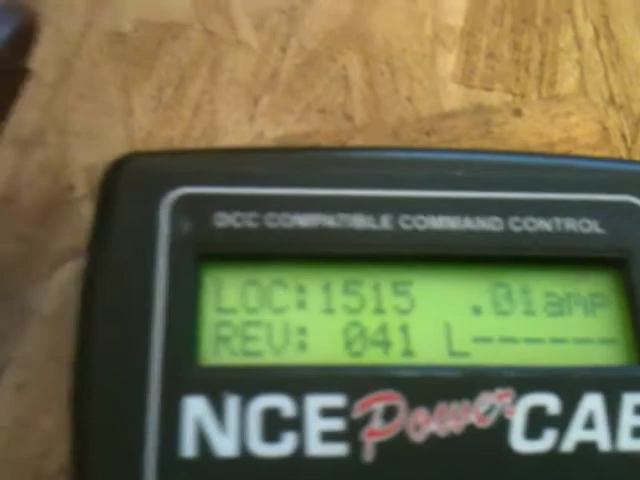 DCC COMPATIBLE COMMAND CONTROL
LOC:1515 .01amp
REV: 041 L------
NCE Power CAB